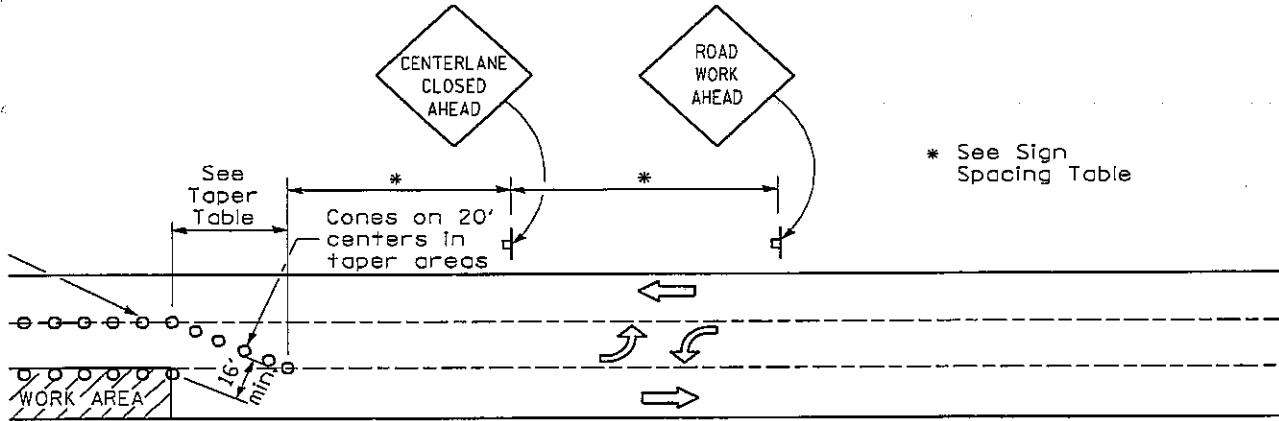 CENTERLANE
CLOSED
AHEAD
ROAD
WORK
AHEAD
* See Sign
Spacing Table
See
Taper
Table
*
*
Cones on 20'
centers in
taper areas
16'
min.
WORK AREA